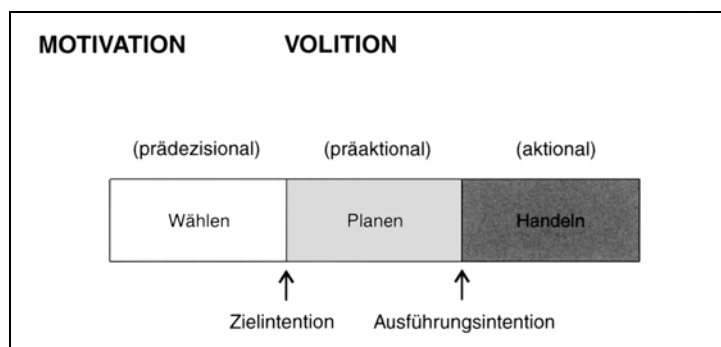 MOTIVATION VOLITION
(prädezisional) (präaktional) (aktional)
Wählen Planen Handeln
Zielintention Ausführungsintention